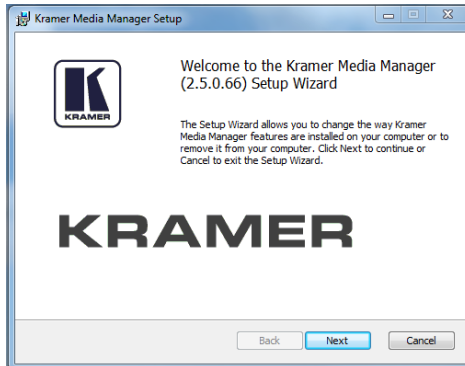 Kramer Media Manager Setup
Welcome to the Kramer Media Manager
(2.5.0.66) Setup Wizard
K
KRAMER
The Setup Wizard allows you to change the way Kramer
Media Manager features are installed on your computer or to
remove it from your computer. Click Next to continue or
Cancel to exit the Setup Wizard.
KRAMER
Back Next Cancel